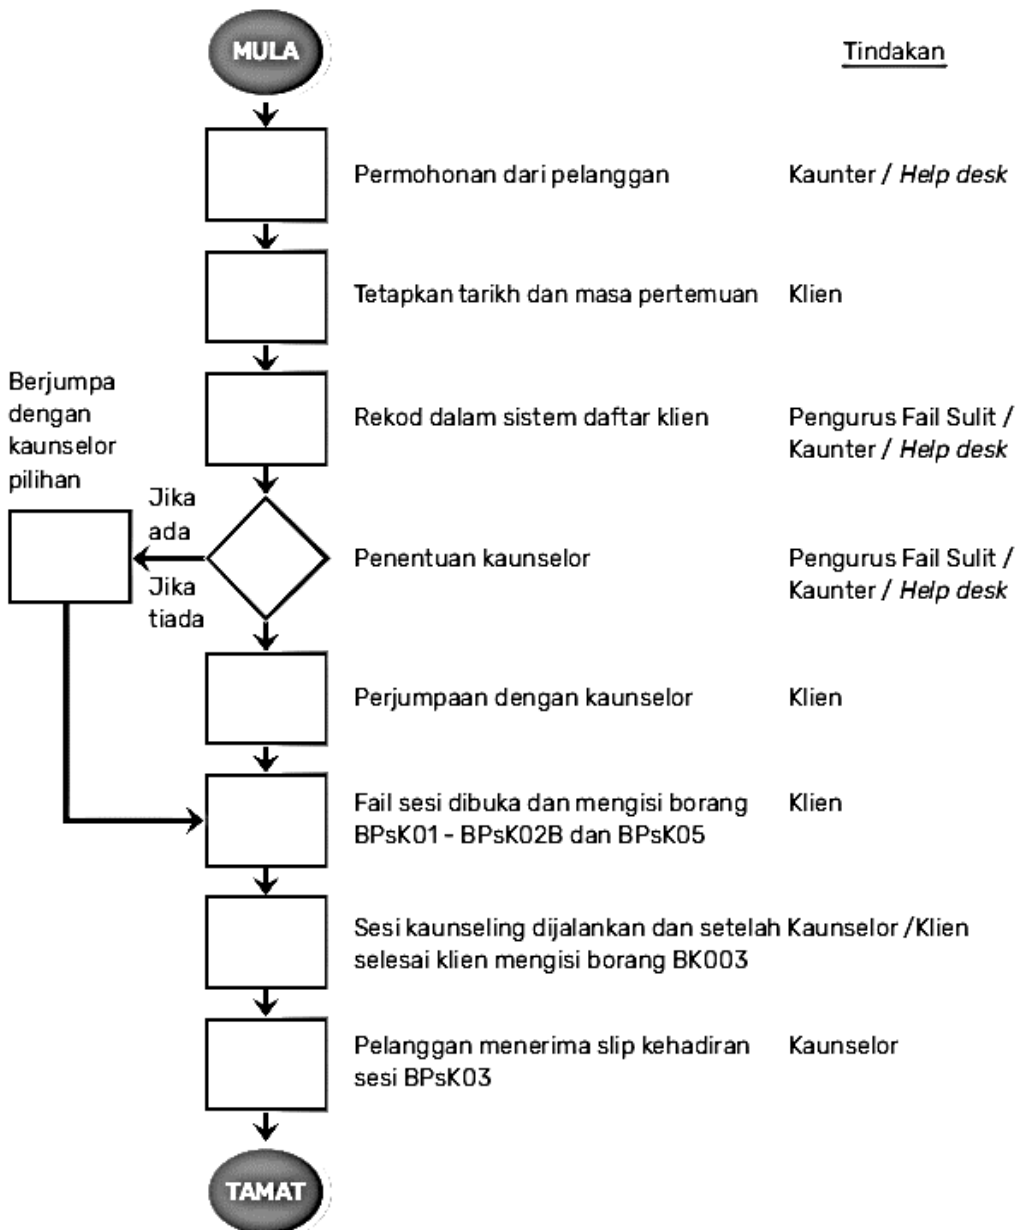 MULA
Tindakan
Permohonan dari pelanggan
Kaunter / Help desk
Tetapkan tarikh dan masa pertemuan
Klien
Rekod dalam sistem daftar klien
Pengurus Fail Sulit /
Kaunter / Help desk
Berjumpa
dengan
kaunselor
pilihan
Jika
ada
Jika
tiada
Penentuan kaunselor
Pengurus Fail Sulit /
Kaunter / Help desk
Perjumpaan dengan kaunselor
Klien
Fail sesi dibuka dan mengisi borang
BPsK01 - BPsK02B dan BPsK05
Klien
Sesi kaunseling dijalankan dan setelah
selesai klien mengisi borang BK003
Kaunselor /Klien
Pelanggan menerima slip kehadiran
sesi BPsK03
Kaunselor
TAMAT